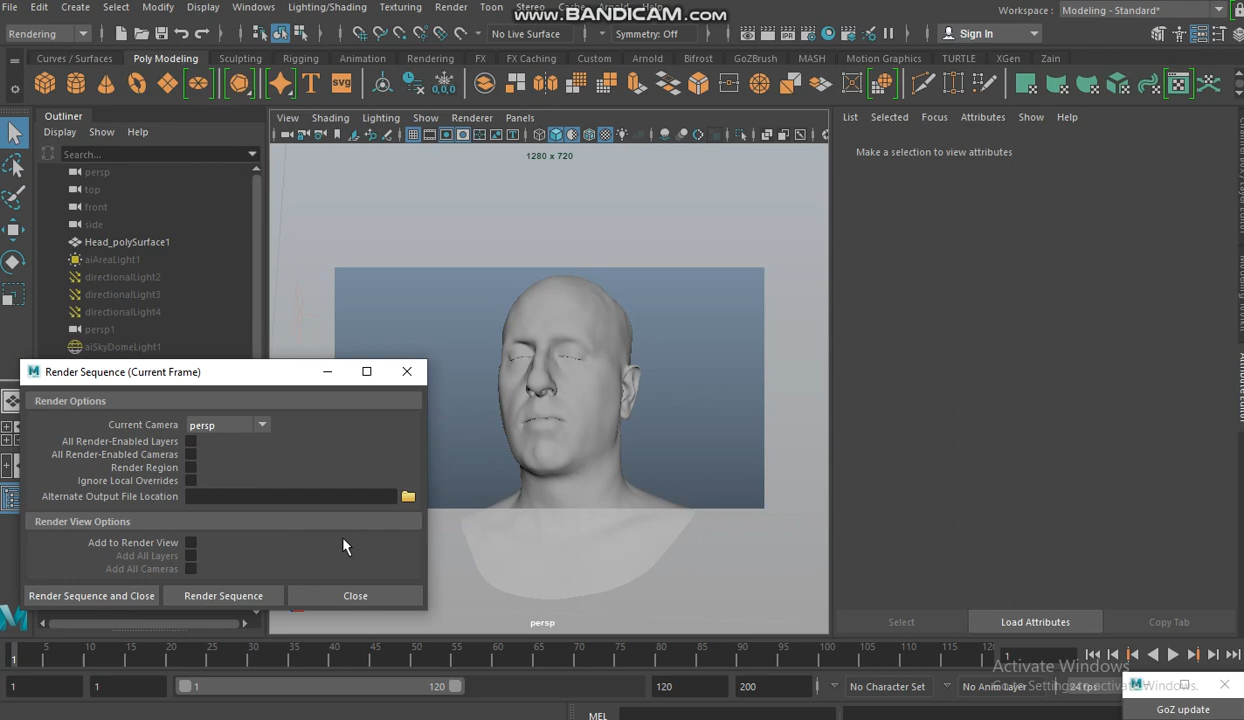 File Edit Create Select Modify Display Windows Lighting/Shading Texturing Render Toon
www.BANDICAM.com
Workspace : Modeling - Standard*
Rendering No Live Surface Symmetry: Off Sign In
Curves / Surfaces Poly Modeling Sculpting Rigging Animation Rendering FX FX Caching Custom Arnold Bifrost GoZBrush MASH Motion Graphics TURTLE XGen Zain
SVG
0,0,0
Outliner
Display Show Help
Search...
persp
top
front
side
Head_polySurface1
aiAreaLight1
directionalLight2
directionalLight3
directionalLight4
persp1
aiSkyDomeLight1
View Shading Lighting Show Renderer Panels
1280 x 720
persp
List Selected Focus Attributes Show Help
Make a selection to view attributes
Render Sequence (Current Frame)
Render Options
Current Camera persp
All Render-Enabled Layers
All Render-Enabled Cameras
Render Region
Ignore Local Overrides
Alternate Output File Location
Render View Options
Add to Render View
Add All Layers
Add All Cameras
Render Sequence and Close Render Sequence Close
Select Load Attributes Copy Tab
5 10 15 20 25 30 35 40 45 50 55 60 65 70 75 80 85 90 95 100 105 110 115 120
1 1
Activate Windows
1 1 1 120 120 200 No Character Set No Anim Layer 24 fps
MEL
GoZ update